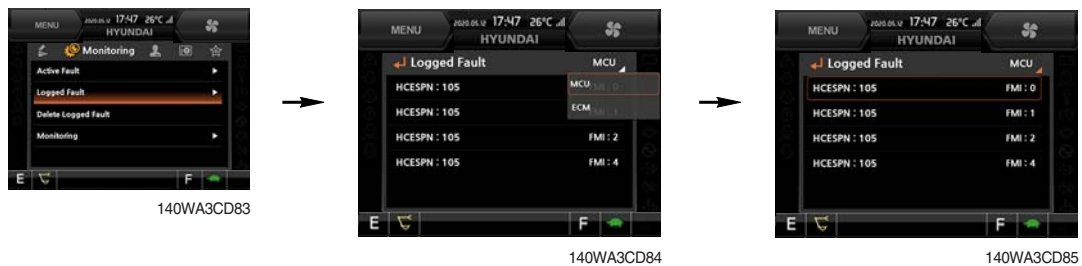 MENU
17:47 26°C
HYUNDAI
Monitoring
Active Fault
Logged Fault
Delete Logged Fault
Monitoring
E
F
140WA3CD83
MENU
17:47 26°C
HYUNDAI
Logged Fault MCU
HCESPN : 105
MCU
HCESPN : 105
ECM
HCESPN : 105 FMI : 2
HCESPN : 105 FMI : 4
E F
140WA3CD84
MENU
17:47 26°C
HYUNDAI
Logged Fault MCU
HCESPN : 105 FMI : 0
HCESPN : 105 FMI : 1
HCESPN : 105 FMI : 2
HCESPN : 105 FMI : 4
E F
140WA3CD85